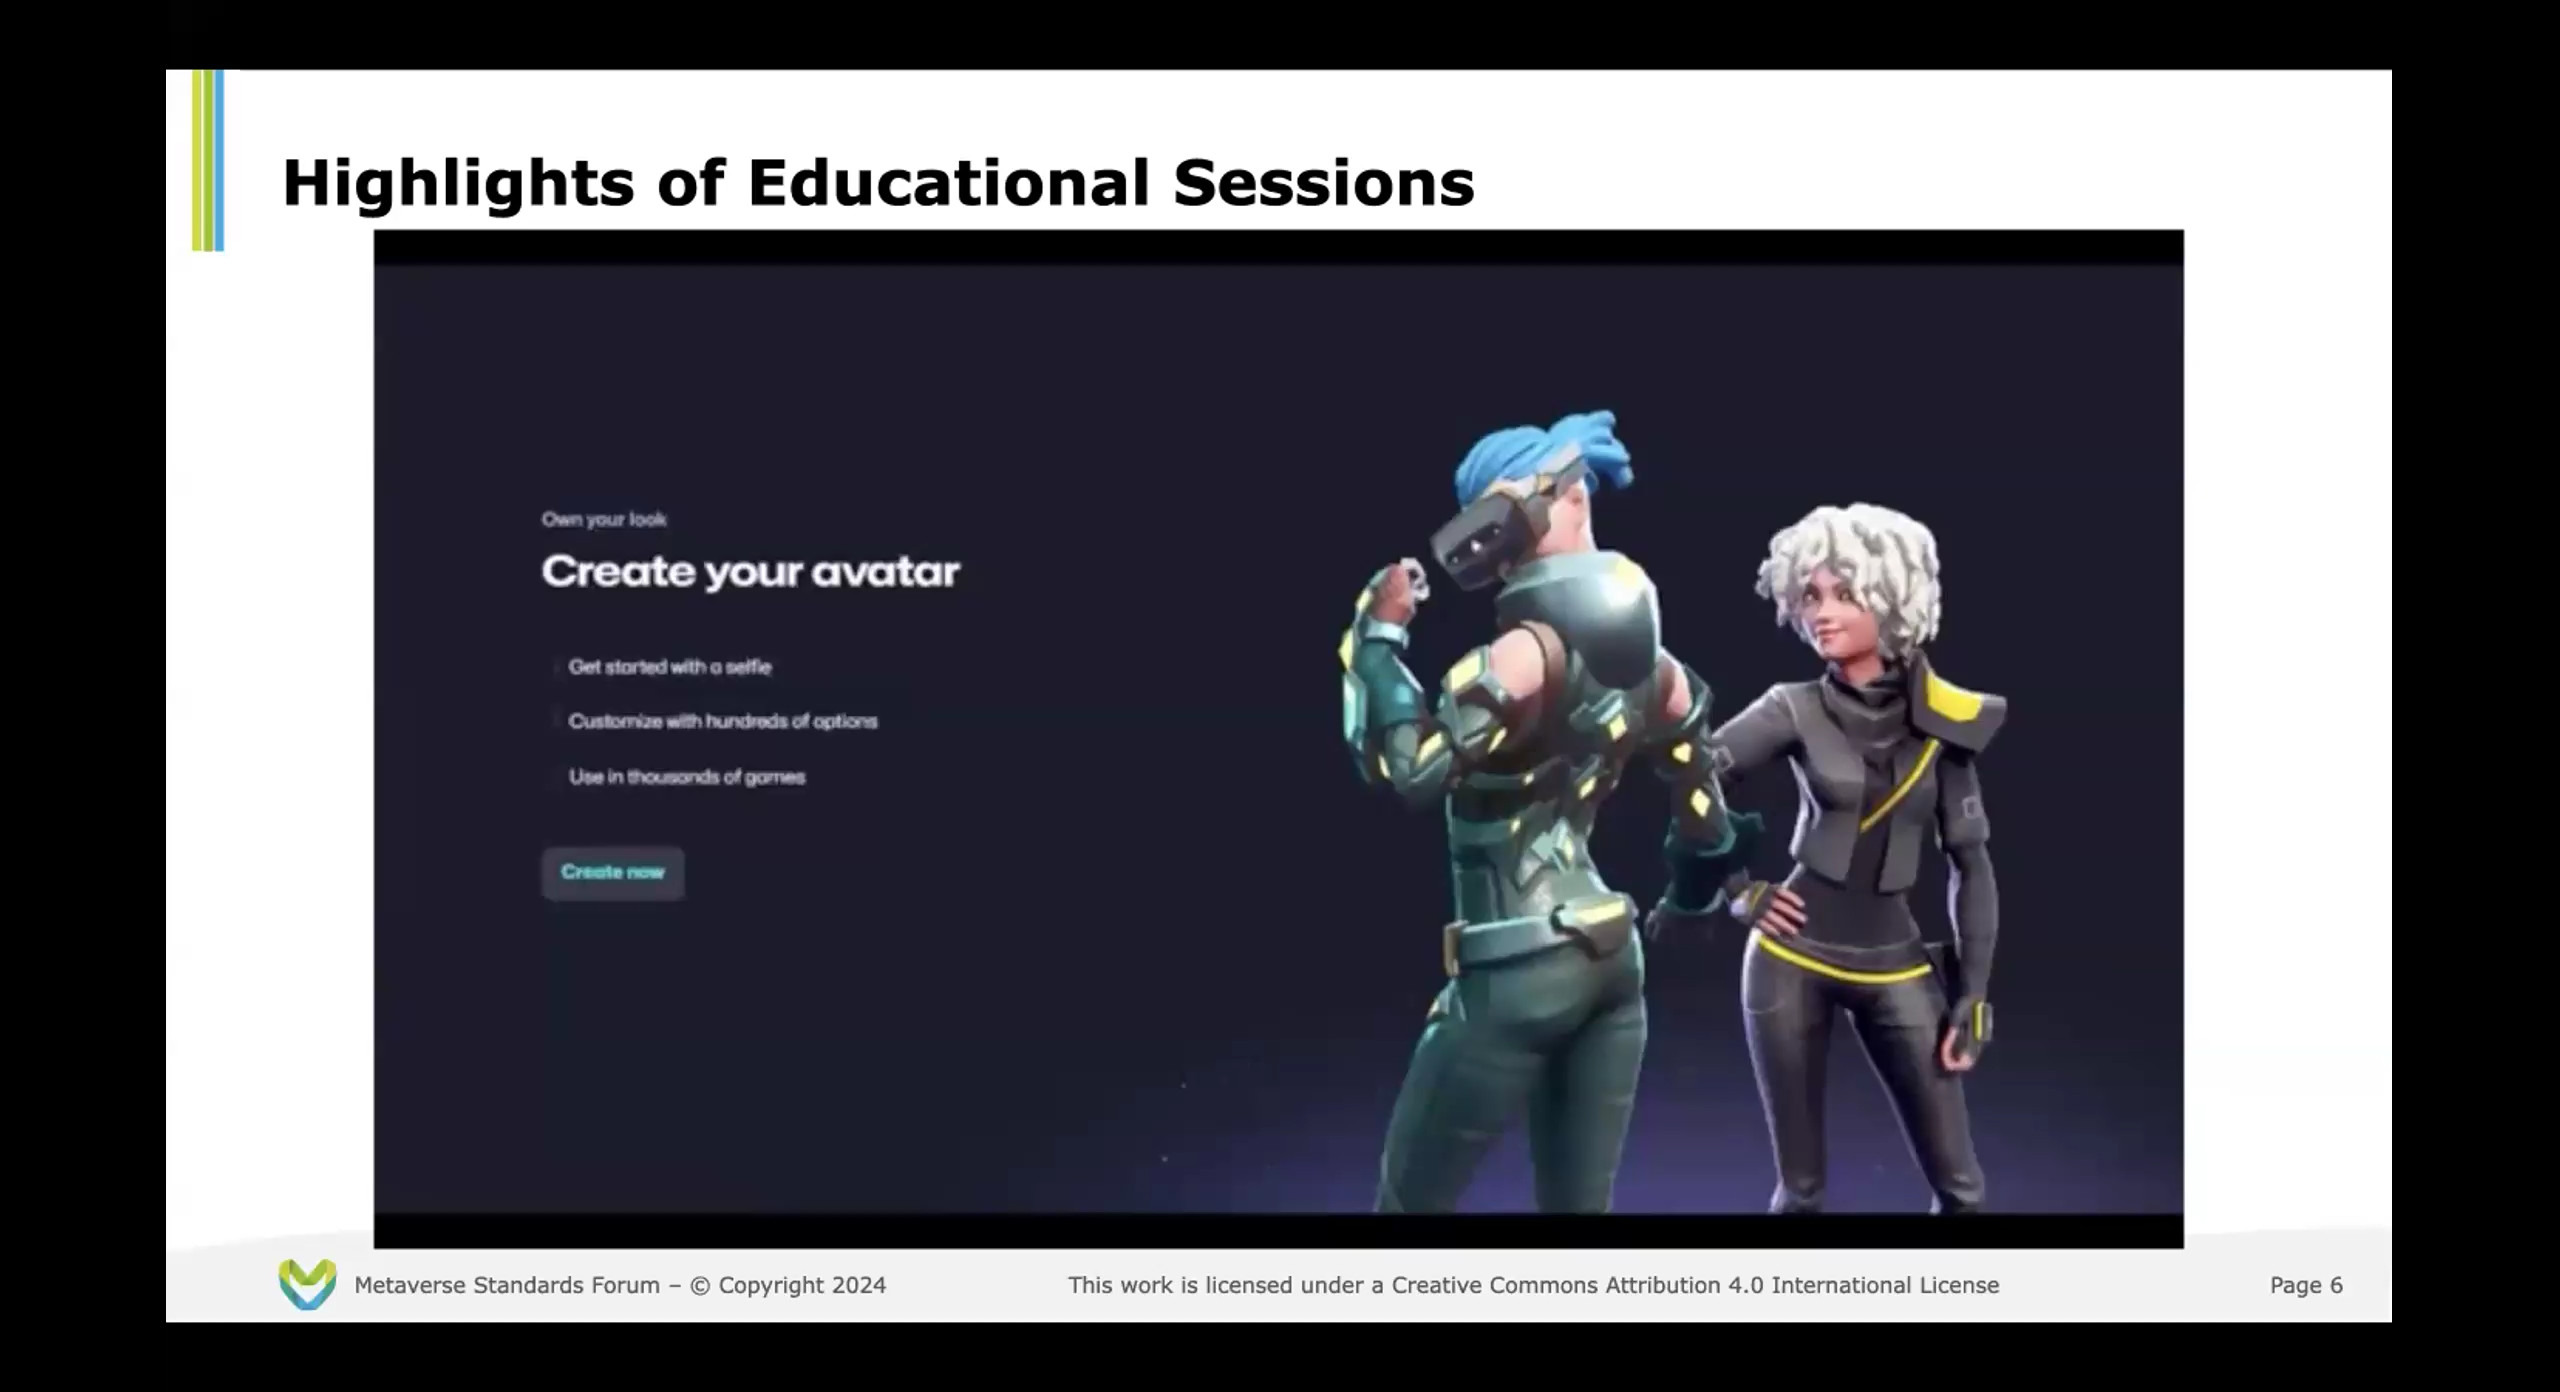 Highlights of Educational Sessions
Own your look
Create your avatar
Get started with a selfie
Customize with hundreds of options
Use in thousands of games
Create now
Metaverse Standards Forum – © Copyright 2024
This work is licensed under a Creative Commons Attribution 4.0 International License
Page 6